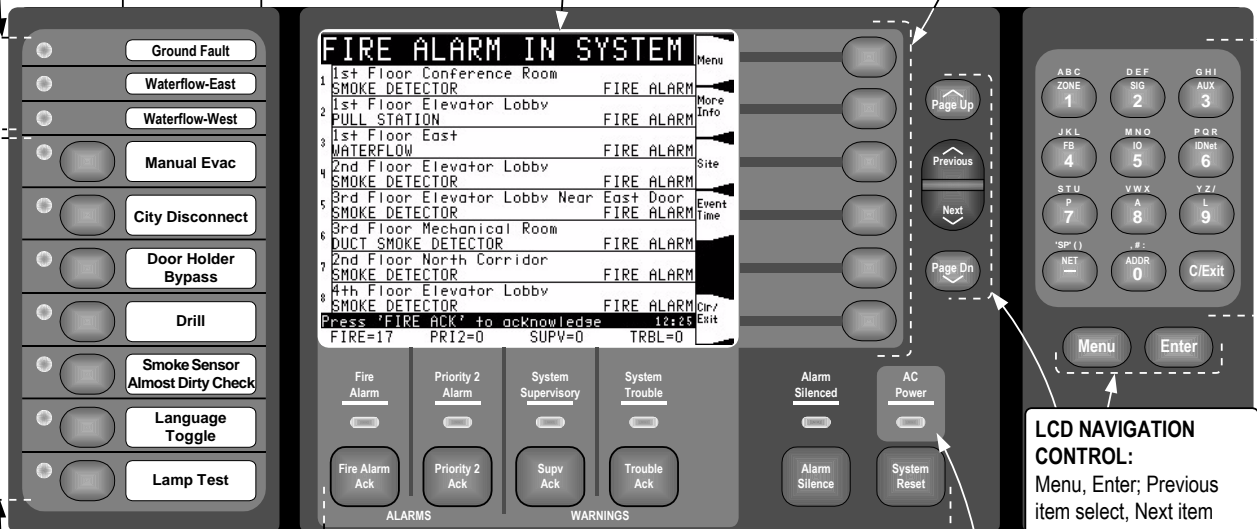 Ground Fault
Waterflow-East
Waterflow-West
Manual Evac
City Disconnect
Door Holder
Bypass
Drill
Smoke Sensor
Almost Dirty Check
Language
Toggle
Lamp Test
FIRE ALARM IN SYSTEM
1 1st Floor Conference Room
SMOKE DETECTOR FIRE ALARM
2 1st Floor Elevator Lobby
PULL STATION FIRE ALARM
3 1st Floor East
WATERFLOW FIRE ALARM
4 2nd Floor Elevator Lobby
SMOKE DETECTOR FIRE ALARM
5 3rd Floor Elevator Lobby Near East Door
SMOKE DETECTOR FIRE ALARM
6 3rd Floor Mechanical Room
DUCT SMOKE DETECTOR FIRE ALARM
7 2nd Floor North Corridor
SMOKE DETECTOR FIRE ALARM
8 4th Floor Elevator Lobby
SMOKE DETECTOR FIRE ALARM
Press 'FIRE ACK' to acknowledge 12:25
FIRE=17 PRI2=0 SUPV=0 TRBL=0
Menu
More
Info
Site
Event
Time
Clr/
Exit
Fire
Alarm
Priority 2
Alarm
System
Supervisory
System
Trouble
Alarm
Silenced
AC
Power
Fire Alarm
Ack
Priority 2
Ack
Supv
Ack
Trouble
Ack
Alarm
Silence
System
Reset
ALARMS
WARNINGS
Page Up
Previous
Next
Page Dn
ABC
ZONE
1
DEF
SIG
2
GHI
AUX
3
JKL
FB
4
MNO
IO
5
PQR
IDNet
6
STU
P
7
VWX
A
8
YZ/
L
9
'SP' ()
NET
–
,#:
ADDR
0
C/Exit
Menu
Enter
LCD NAVIGATION
CONTROL:
Menu, Enter; Previous
item select, Next item